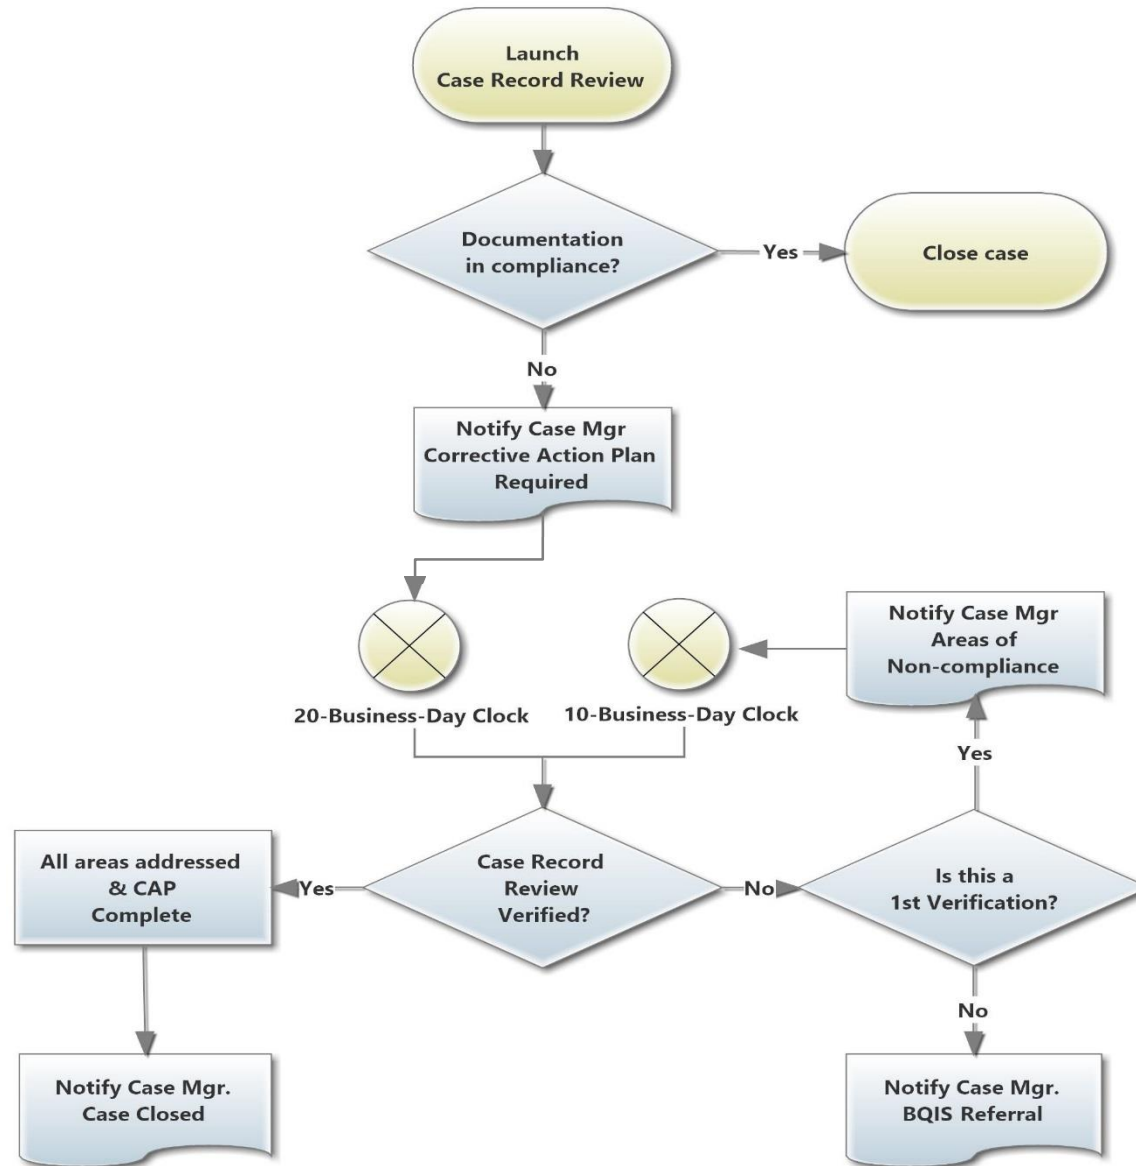 Launch
Case Record Review
Documentation
in compliance?
Yes
Close case
No
Notify Case Mgr
Corrective Action Plan
Required
Notify Case Mgr
Areas of
Non-compliance
20-Business-Day Clock
10-Business-Day Clock
Yes
All areas addressed
& CAP
Complete
Yes
Case Record
Review
Verified?
No
Is this a
1st Verification?
No
Notify Case Mgr.
Case Closed
Notify Case Mgr.
BQIS Referral